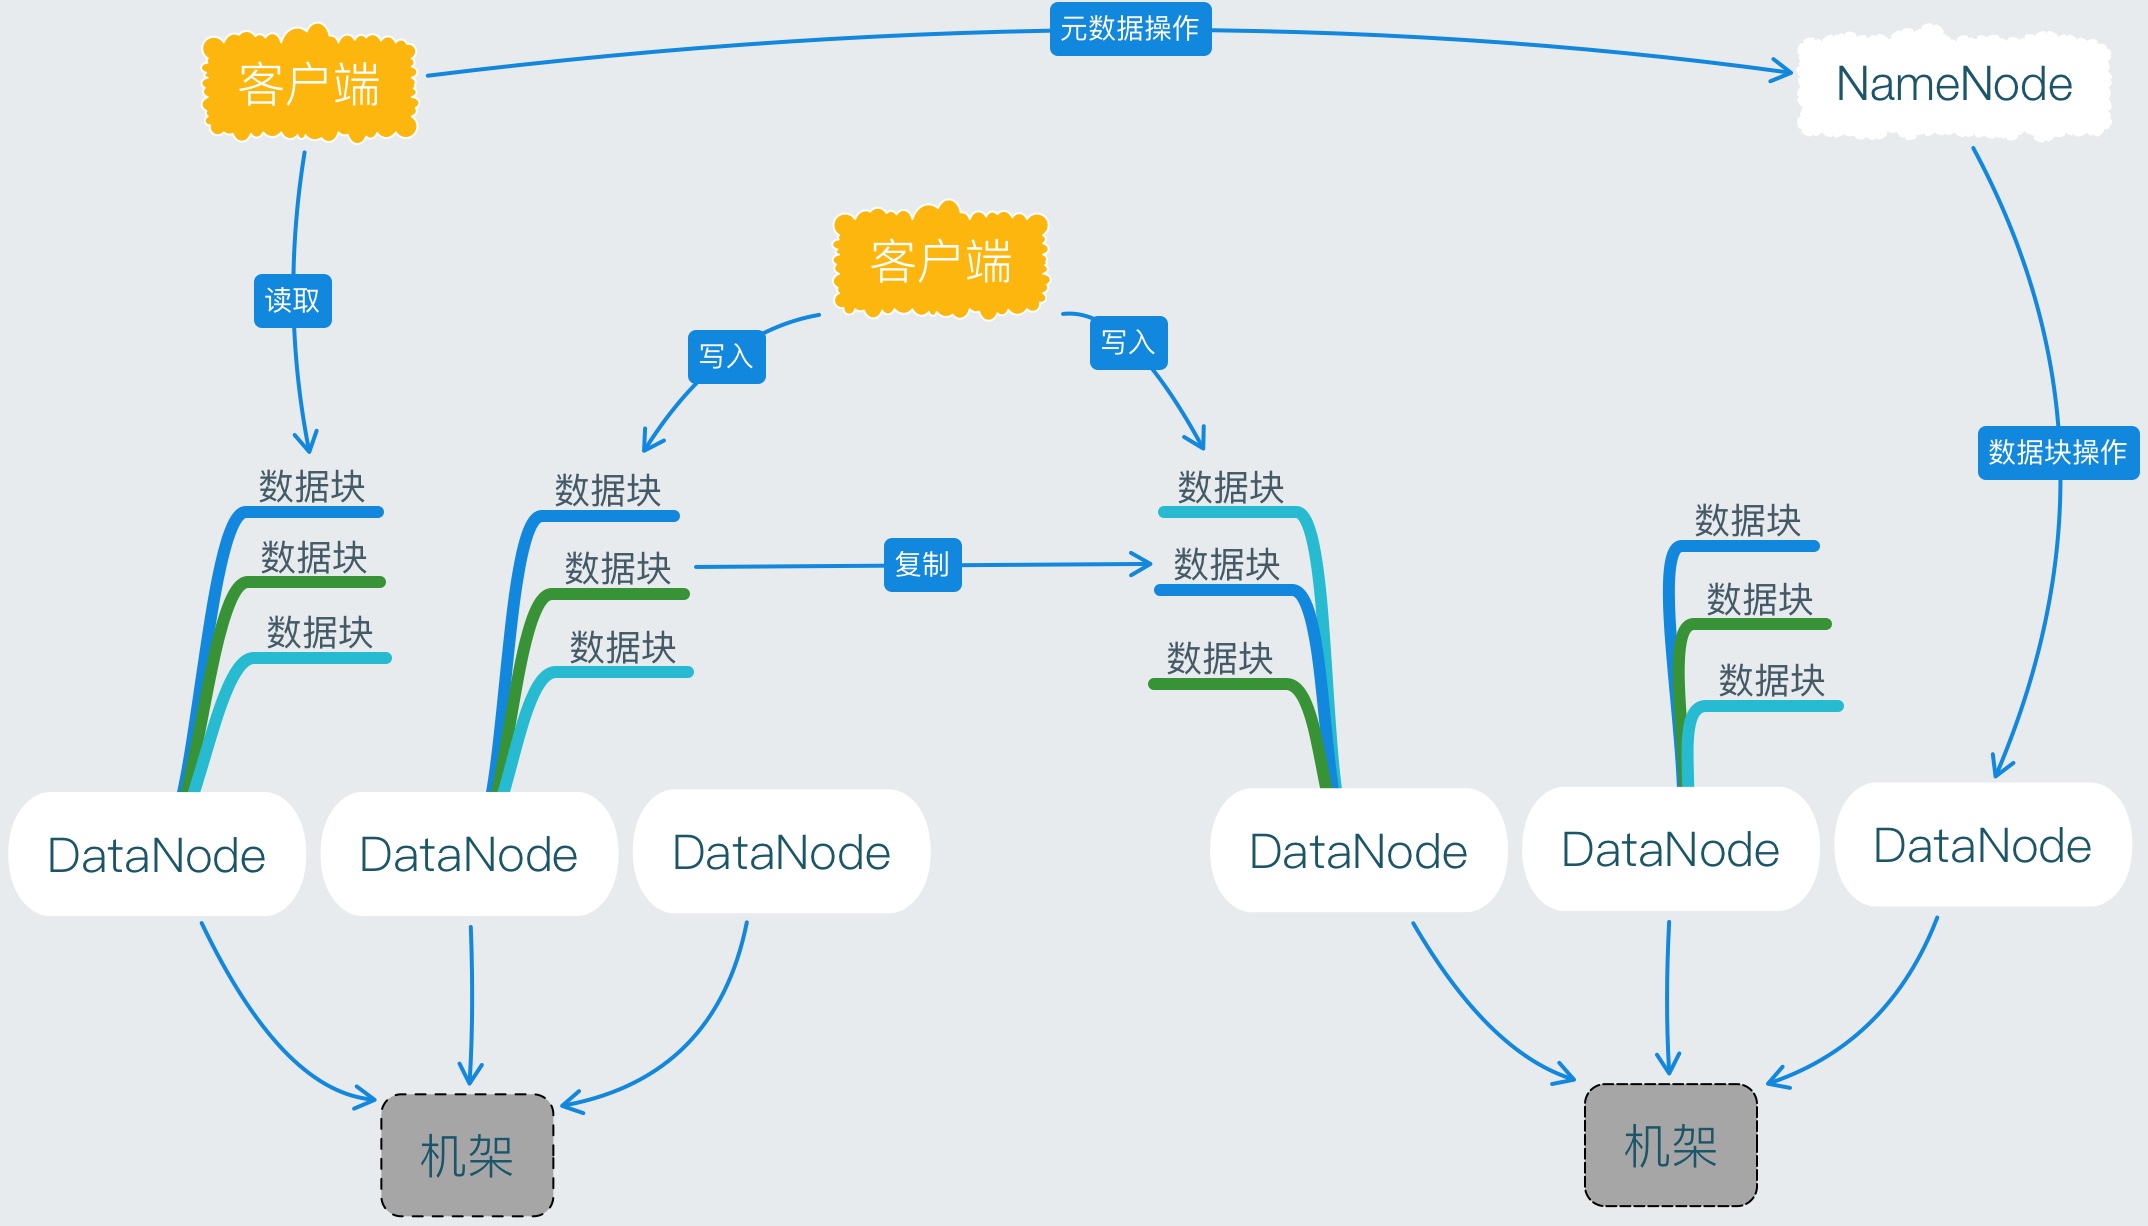 元数据操作
客户端
NameNode
客户端
读取
写入
写入
数据块操作
数据块
数据块
数据块
数据块
数据块
数据块
复制
数据块
数据块
数据块
数据块
数据块
数据块
DataNode
DataNode
DataNode
DataNode
DataNode
DataNode
机架
机架